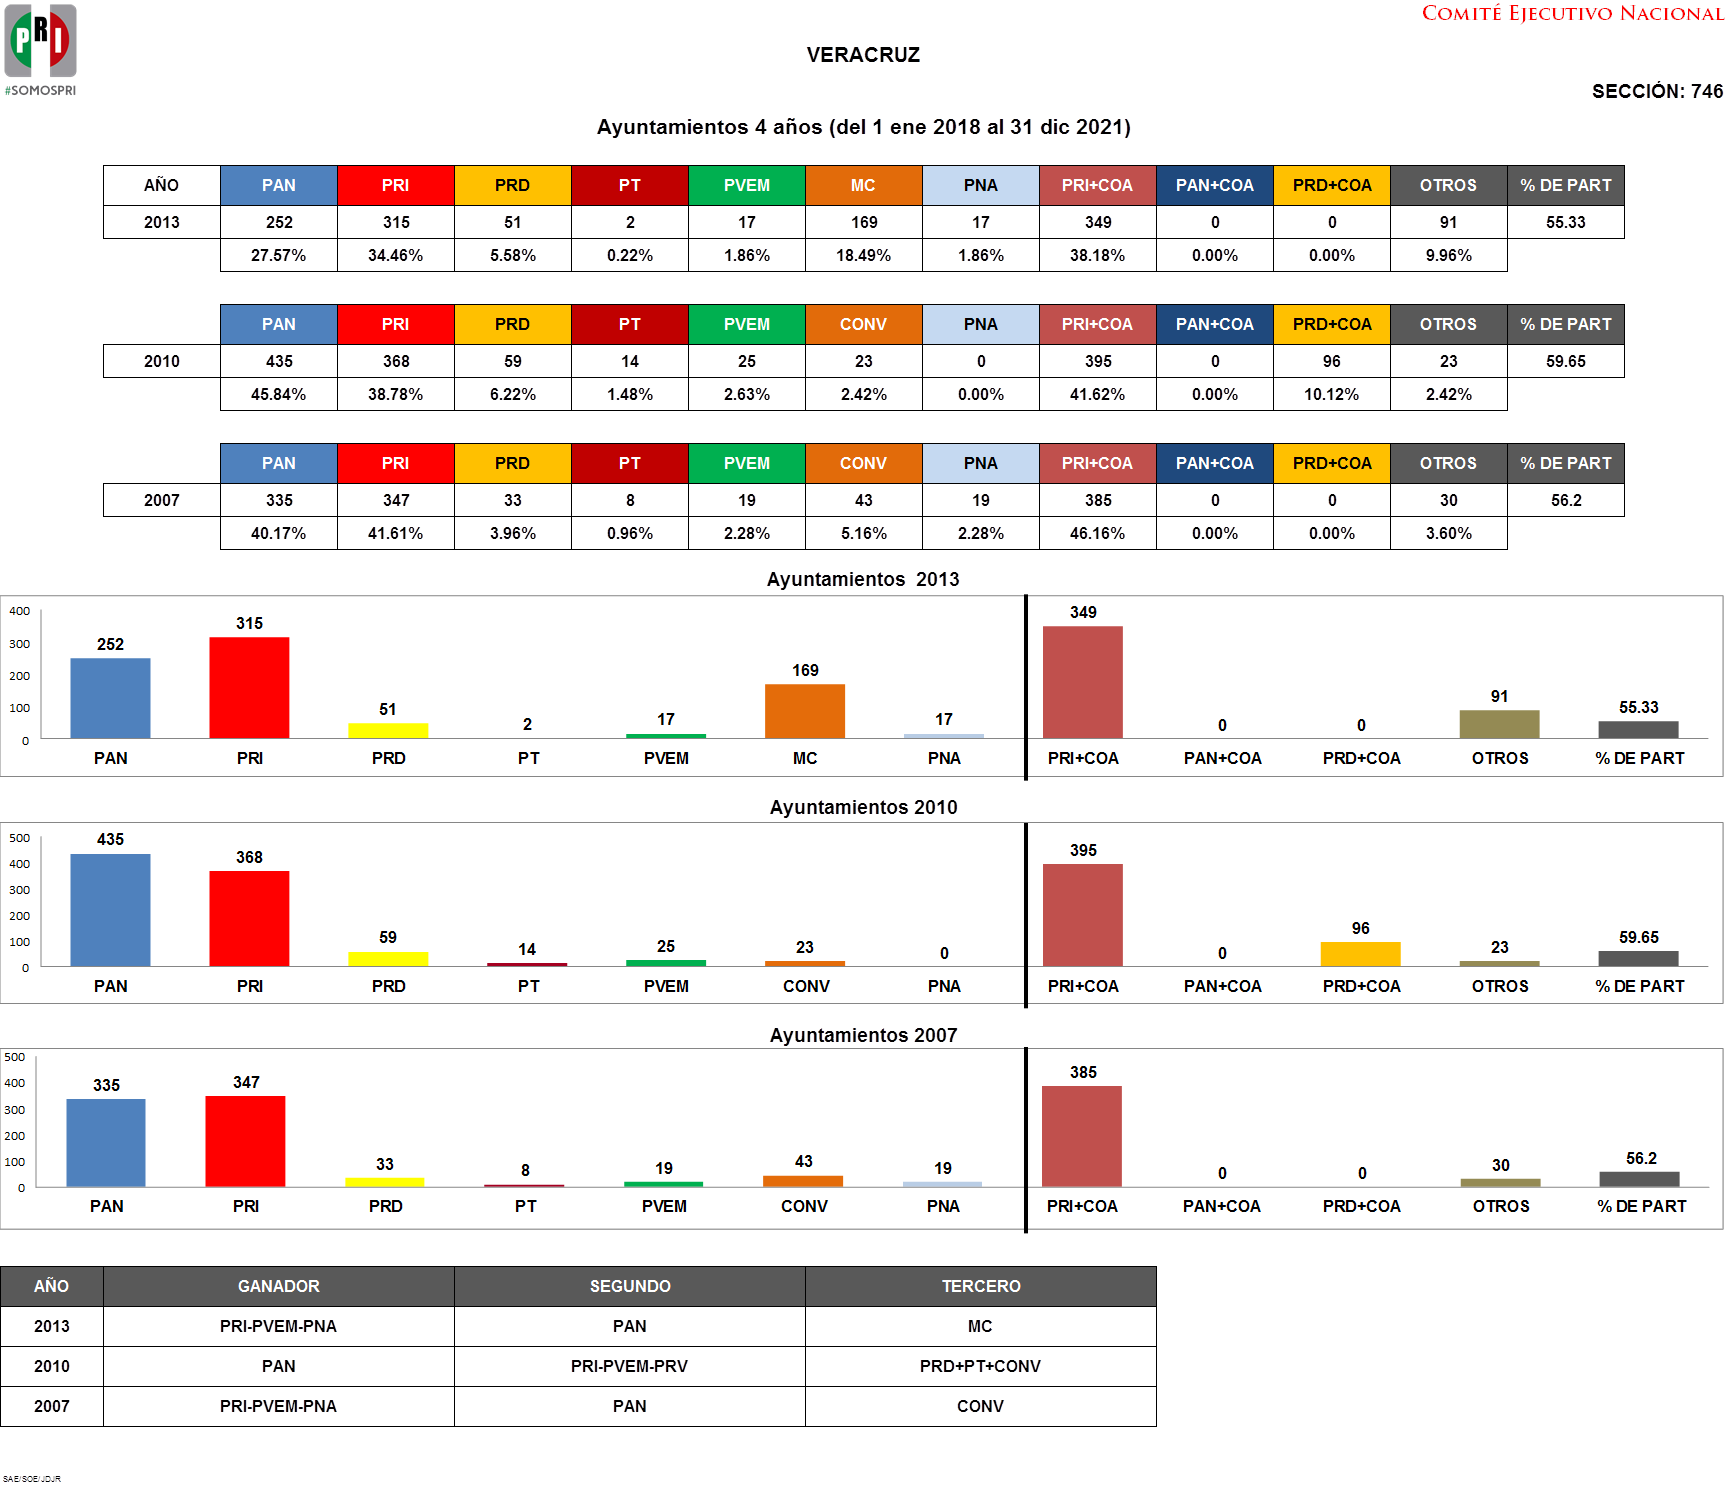 PRI
#SOMOSPRI
COMITÉ EJECUTIVO NACIONAL
VERACRUZ
SECCIÓN: 746
Ayuntamientos 4 años (del 1 ene 2018 al 31 dic 2021)
AÑO PAN PRI PRD PT PVEM MC PNA PRI+COA PAN+COA PRD+COA OTROS % DE PART
2013 252 315 51 2 17 169 17 349 0 0 91 55.33
27.57% 34.46% 5.58% 0.22% 1.86% 18.49% 1.86% 38.18% 0.00% 0.00% 9.96%
PAN PRI PRD PT PVEM CONV PNA PRI+COA PAN+COA PRD+COA OTROS % DE PART
2010 435 368 59 14 25 23 0 395 0 96 23 59.65
45.84% 38.78% 6.22% 1.48% 2.63% 2.42% 0.00% 41.62% 0.00% 10.12% 2.42%
PAN PRI PRD PT PVEM CONV PNA PRI+COA PAN+COA PRD+COA OTROS % DE PART
2007 335 347 33 8 19 43 19 385 0 0 30 56.2
40.17% 41.61% 3.96% 0.96% 2.28% 5.16% 2.28% 46.16% 0.00% 0.00% 3.60%
Ayuntamientos 2013
400
300
200
100
0
252 315 51 2 17 169 17 349 0 0 91 55.33
PAN PRI PRD PT PVEM MC PNA PRI+COA PAN+COA PRD+COA OTROS % DE PART
Ayuntamientos 2010
500
400
300
200
100
0
435 368 59 14 25 23 0 395 0 96 23 59.65
PAN PRI PRD PT PVEM CONV PNA PRI+COA PAN+COA PRD+COA OTROS % DE PART
Ayuntamientos 2007
500
400
300
200
100
0
335 347 33 8 19 43 19 385 0 0 30 56.2
PAN PRI PRD PT PVEM CONV PNA PRI+COA PAN+COA PRD+COA OTROS % DE PART
AÑO GANADOR SEGUNDO TERCERO
2013 PRI-PVEM-PNA PAN MC
2010 PAN PRI-PVEM-PRV PRD+PT+CONV
2007 PRI-PVEM-PNA PAN CONV
SAE/SOE/JDJR